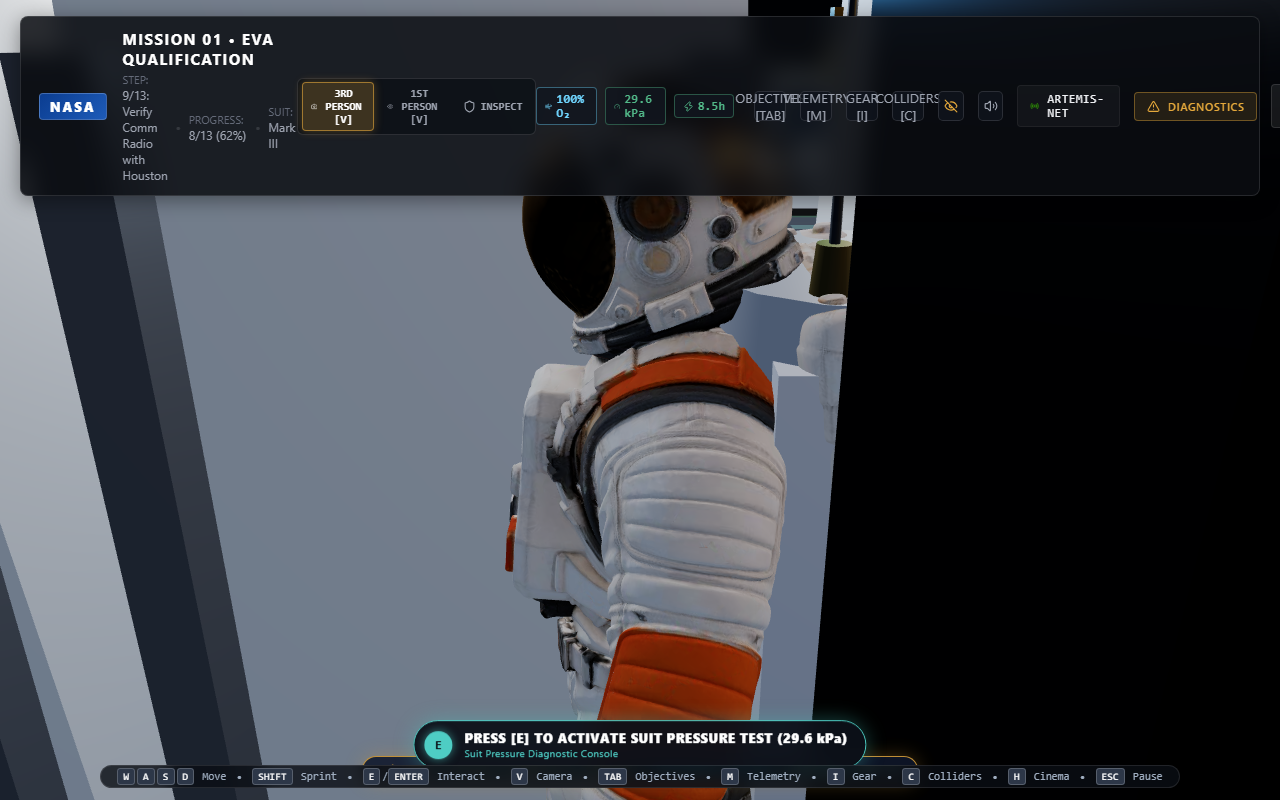 MISSION 01 • EVA
QUALIFICATION
NASA
STEP:
9/13:
Verify
Comm
Radio
with
Houston
PROGRESS:
8/13 (62%)
SUIT:
Mark
III
3RD
PERSON
[V]
1ST
PERSON
[V]
INSPECT
100%
O₂
29.6
kPa
8.5h
OBJECTIVE
[TAB]
TELEMETRY
[M]
GEAR
[I]
COLLIDERS
[C]
ARTEMIS-
NET
DIAGNOSTICS
E
PRESS [E] TO ACTIVATE SUIT PRESSURE TEST (29.6 kPa)
Suit Pressure Diagnostic Console
W A S D Move • SHIFT Sprint • E / ENTER Interact • V Camera • TAB Objectives • M Telemetry • I Gear • C Colliders • H Cinema • ESC Pause